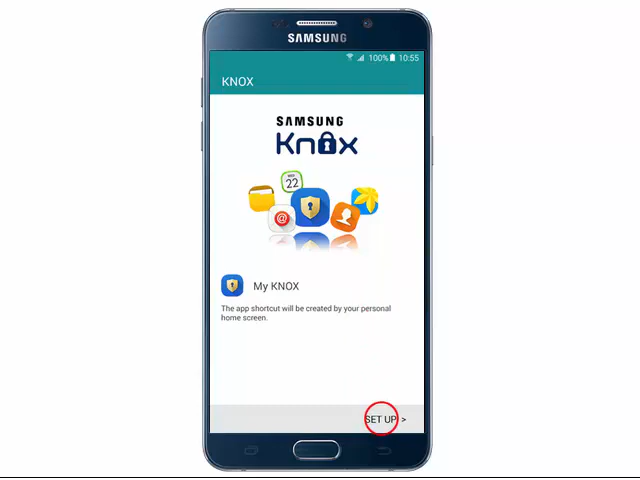 SAMSUNG
100% 10:55
KNOX
SAMSUNG
Knox
22
@
My KNOX
The app shortcut will be created by your personal
home screen.
SET UP >